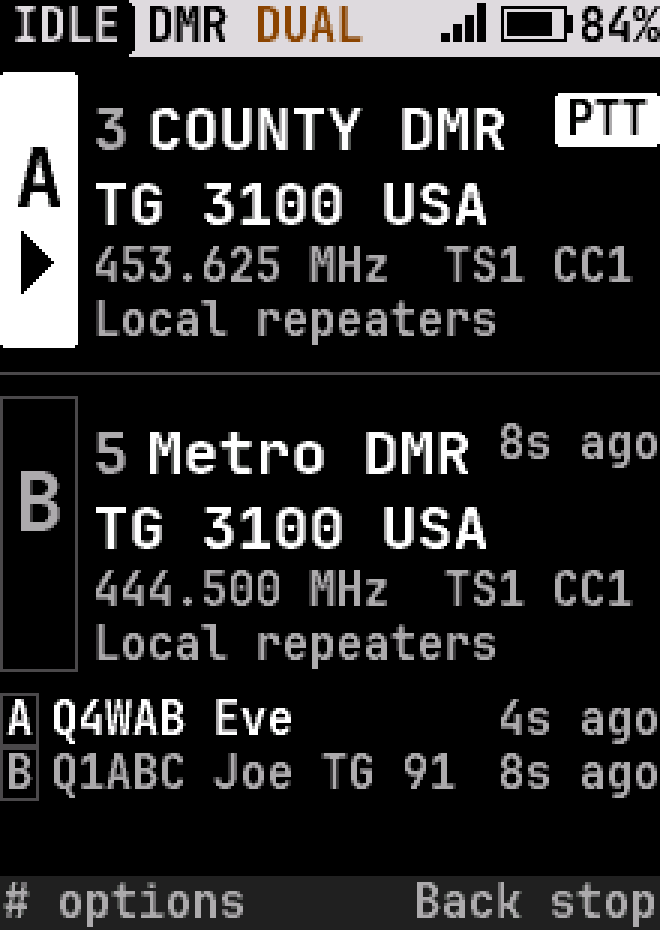 IDLE DMR DUAL 84%
A 3 COUNTY DMR PTT
TG 3100 USA
453.625 MHz TS1 CC1
Local repeaters
B 5 Metro DMR 8s ago
TG 3100 USA
444.500 MHz TS1 CC1
Local repeaters
A Q4WAB Eve 4s ago
B Q1ABC Joe TG 91 8s ago
# options Back stop